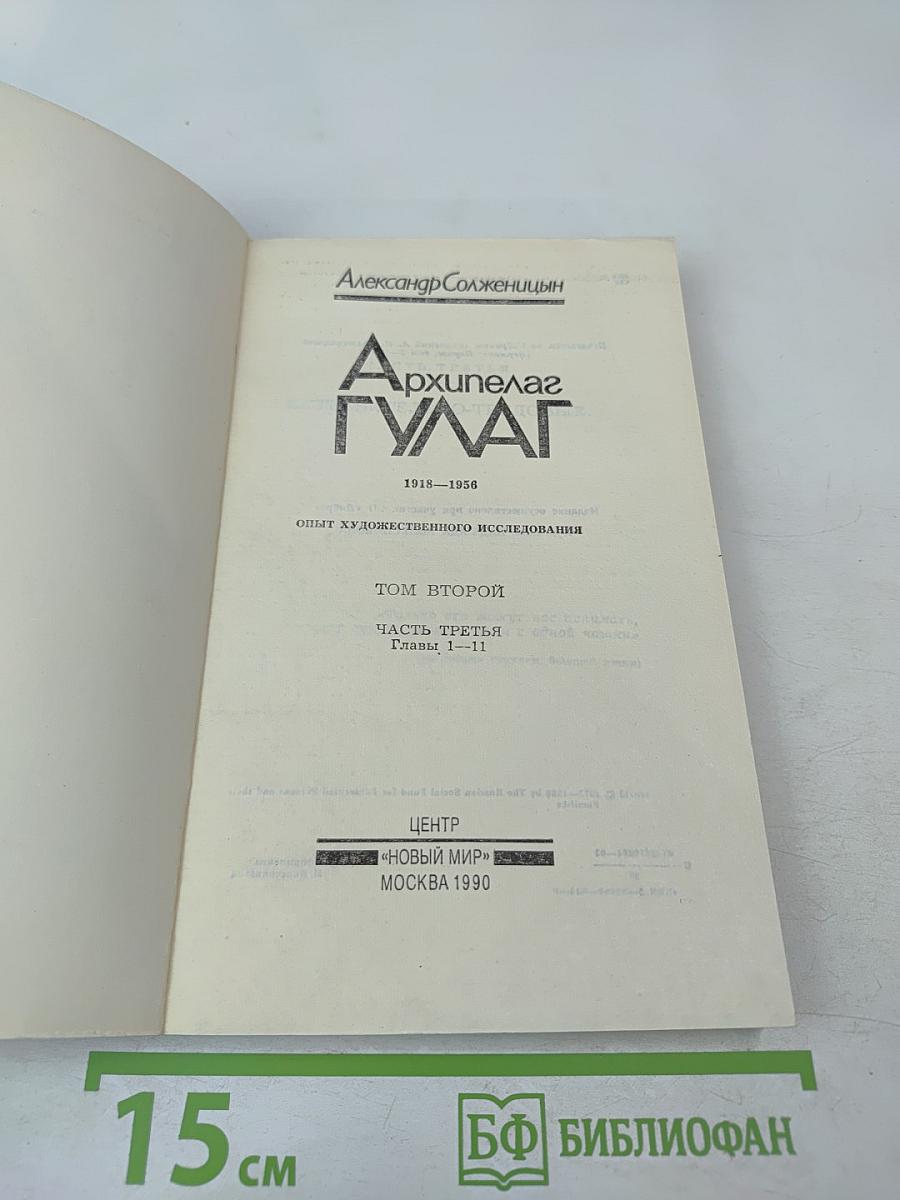 Александр Солженицын
Архипелаг
ГУЛАГ
1918—1956
ОПЫТ ХУДОЖЕСТВЕННОГО ИССЛЕДОВАНИЯ
ТОМ ВТОРОЙ
ЧАСТЬ ТРЕТЬЯ
Главы 1—11
ЦЕНТР
«НОВЫЙ МИР»
МОСКВА 1990
15 см
БФ БИБЛИОФАН